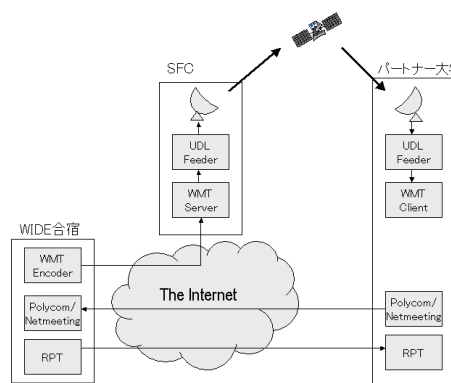 SFC
パートナー大学
UDL
Feeder
UDL
Feeder
WMT
Server
WMT
Client
WIDE合宿
WMT
Encoder
The Internet
Polycom/
Netmeeting
Polycom/
Netmeeting
RPT
RPT